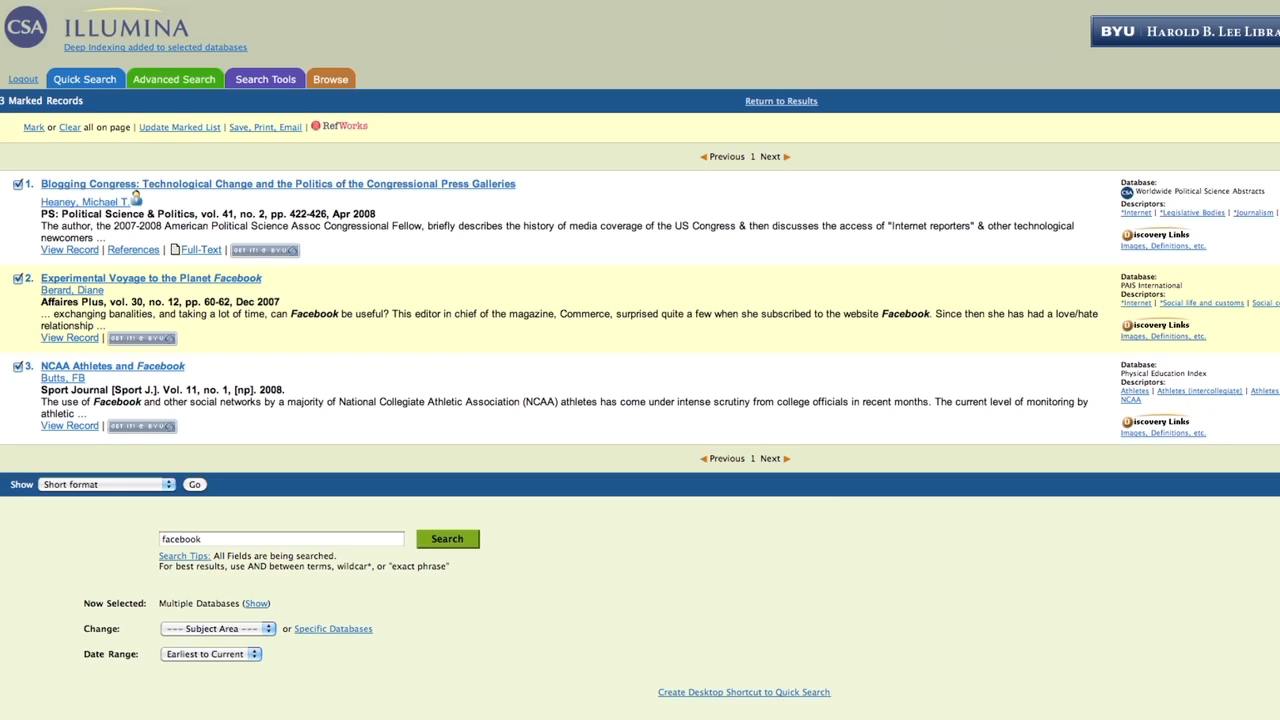 CSA ILLUMINA
Deep Indexing added to selected databases
BYU HAROLD B. LEE LIBRA
Logout Quick Search Advanced Search Search Tools Browse
3 Marked Records Return to Results
Mark or Clear all on page | Update Marked List | Save, Print, Email | RefWorks
Previous 1 Next
1. Blogging Congress: Technological Change and the Politics of the Congressional Press Galleries
Heaney, Michael T.
PS: Political Science & Politics, vol. 41, no. 2, pp. 422-426, Apr 2008
The author, the 2007-2008 American Political Science Assoc Congressional Fellow, briefly describes the history of media coverage of the US Congress & then discusses the access of "Internet reporters" & other technological
newcomers ...
View Record | References | Full-Text | GET IT! @ BYU
Database:
CSA Worldwide Political Science Abstracts
Descriptors:
*Internet | *Legislative Bodies | *Journalism |
Discovery Links
Images, Definitions, etc.
2. Experimental Voyage to the Planet Facebook
Berard, Diane
Affaires Plus, vol. 30, no. 12, pp. 60-62, Dec 2007
... exchanging banalities, and taking a lot of time, can Facebook be useful? This editor in chief of the magazine, Commerce, surprised quite a few when she subscribed to the website Facebook. Since then she has had a love/hate
relationship ...
View Record | GET IT! @ BYU
Database:
PAIS International
Descriptors:
*Internet | *Social life and customs | Social c
Discovery Links
Images, Definitions, etc.
3. NCAA Athletes and Facebook
Butts, FB
Sport Journal [Sport J.]. Vol. 11, no. 1, [np]. 2008.
The use of Facebook and other social networks by a majority of National Collegiate Athletic Association (NCAA) athletes has come under intense scrutiny from college officials in recent months. The current level of monitoring by
athletic ...
View Record | GET IT! @ BYU
Database:
Physical Education Index
Descriptors:
Athletes | Athletes (intercollegiate) | Athletes
NCAA
Discovery Links
Images, Definitions, etc.
Previous 1 Next
Show Short format Go
facebook Search
Search Tips: All Fields are being searched.
For best results, use AND between terms, wildcar*, or "exact phrase"
Now Selected: Multiple Databases (Show)
Change: --- Subject Area --- or Specific Databases
Date Range: Earliest to Current
Create Desktop Shortcut to Quick Search